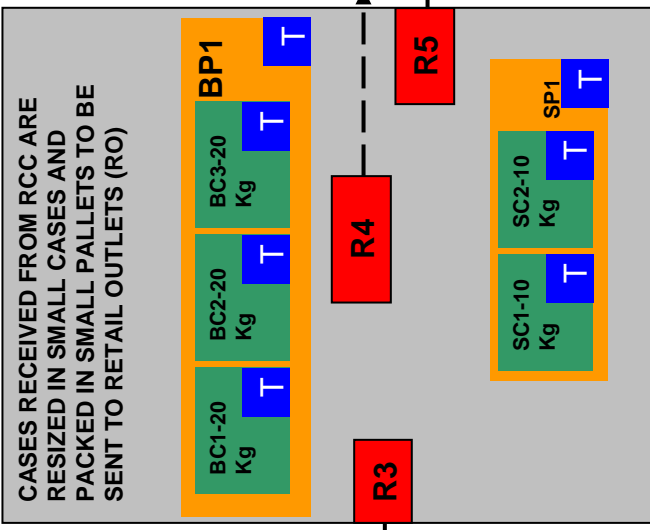 CASES RECEIVED FROM RCC ARE
RESIZED IN SMALL CASES AND
PACKED IN SMALL PALLETS TO BE
SENT TO RETAIL OUTLETS (RO)
BP1
T
BC1-20
Kg
T
BC2-20
Kg
T
BC3-20
Kg
T
R3
R4
R5
SC1-10
Kg
T
SC2-10
Kg
T
SP1
T